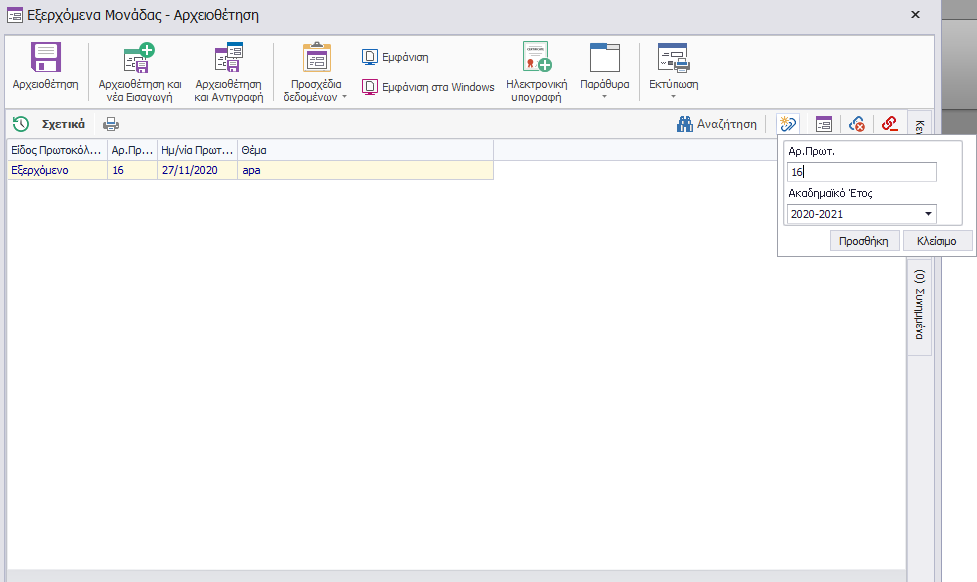 Εξερχόμενα Μονάδας - Αρχειοθέτηση
Αρχειοθέτηση
Αρχειοθέτηση και
νέα Εισαγωγή
Αρχειοθέτηση
και Αντιγραφή
Προσχέδια
δεδομένων
Εμφάνιση
Εμφάνιση στα Windows
Ηλεκτρονική
υπογραφή
Παράθυρα
Εκτύπωση
Σχετικά
Αναζήτηση
Είδος Πρωτοκόλ... Αρ.Πρ... Ημ/νία Πρωτ... Θέμα
Εξερχόμενο 16 27/11/2020 apa
Αρ.Πρωτ.
16
Ακαδημαϊκό Έτος
2020-2021
Προσθήκη Κλείσιμο
(0) Συνημμένα